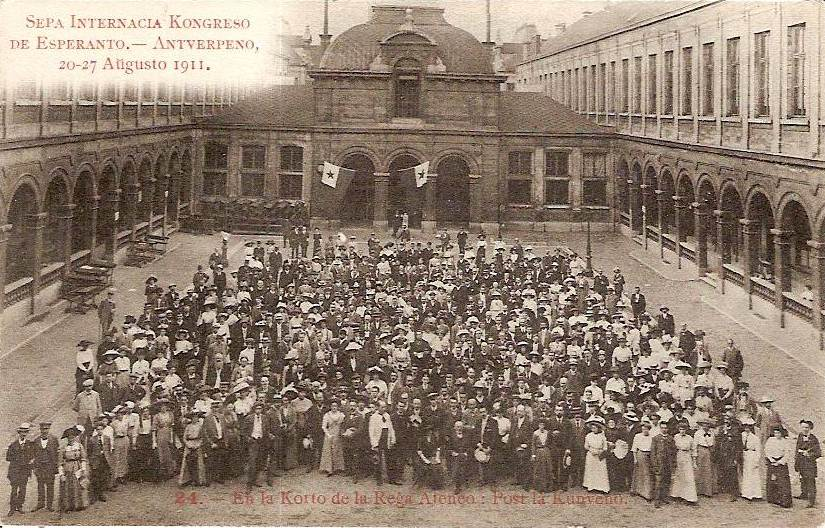 Sepa Internacia Kongreso
de Esperanto.— Antverpeno,
20-27 Aŭgusto 1911.
24. — En la Korto de la Reĝa Ateneo : Post la Kunveno.